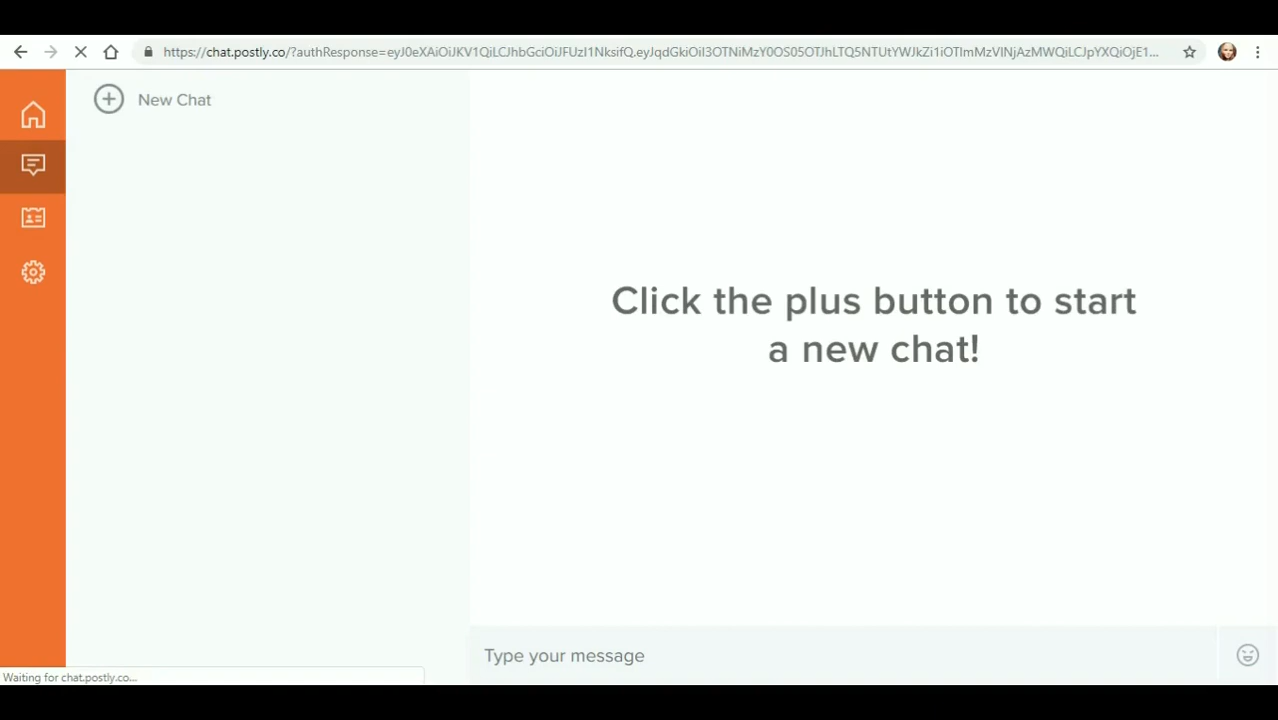 https://chat.postly.co/?authResponse=eyJ0eXAiOiJKV1QiLCJhbGciOiJFUzI1NksifQ.eyJqdGkiOiI3OTNiMzY0OS05OTJhLTQ5NTUtYWJkZi1iOTlmMzVlNjAzMWQiLCJpYXQiOjE1...
New Chat
Click the plus button to start
a new chat!
Type your message
Waiting for chat.postly.co...